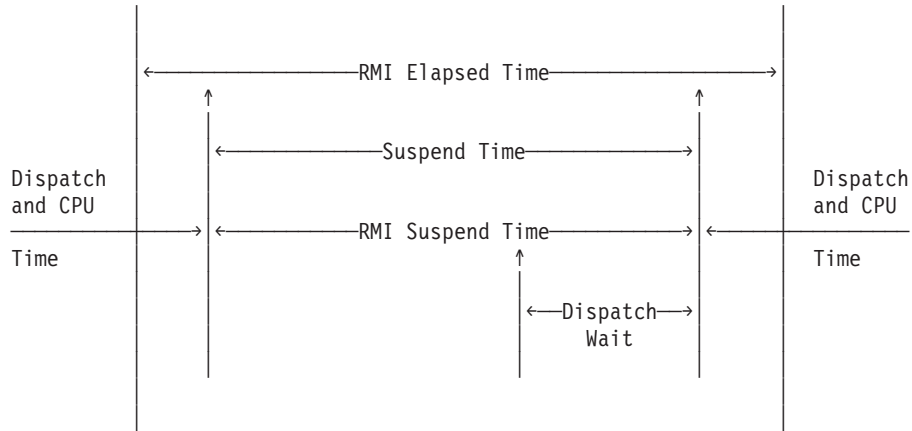 RMI Elapsed Time
Suspend Time
Dispatch
and CPU
Time
RMI Suspend Time
Dispatch
Wait
Dispatch
and CPU
Time